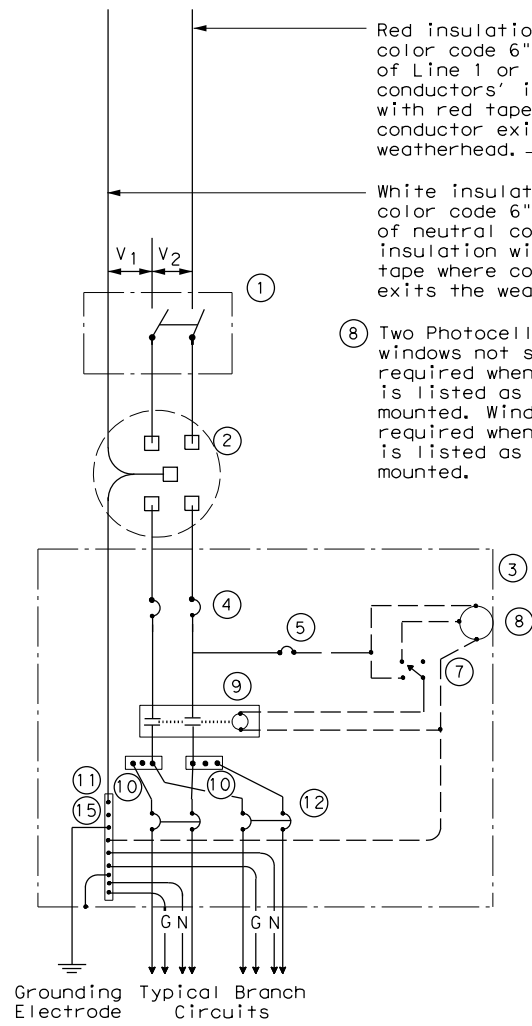 Red insulatio
color code 6"
of Line 1 or
conductors' i
with red tape
conductor exi
weatherhead.
White insulat
color code 6"
of neutral co
insulation wi
tape where co
exits the wea
V1 V2
1
8 Two Photocell
windows not s
required when
is listed as
mounted. Wind
required when
is listed as
mounted.
2
3
4
5
8
7
9
11
10
10
15
12
G N G N
Grounding Electrode
Typical Branch Circuits